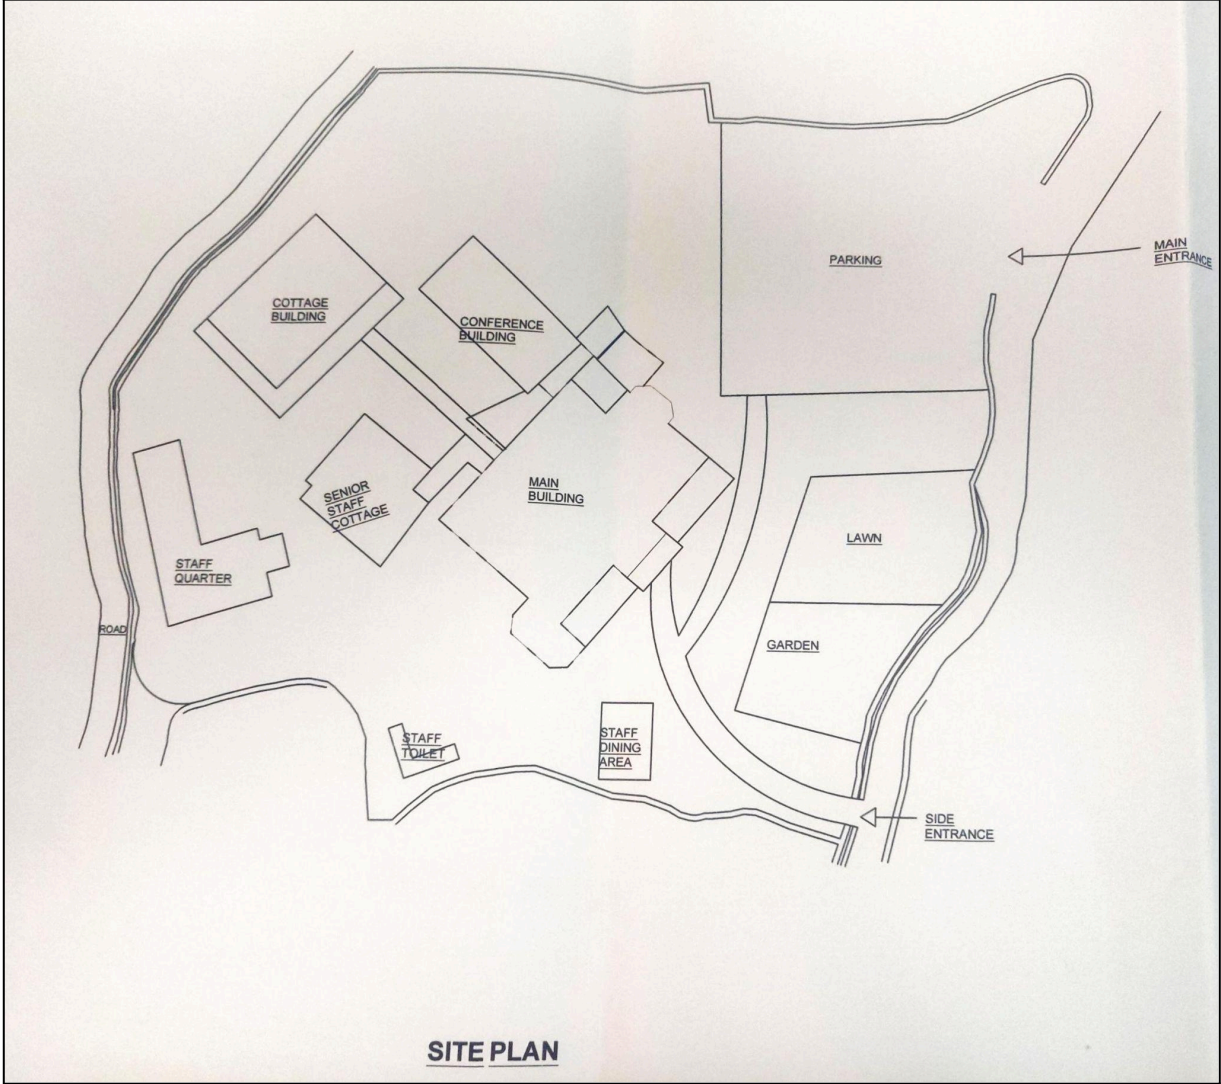 PARKING
MAIN
ENTRANCE
COTTAGE
BUILDING
CONFERENCE
BUILDING
MAIN
BUILDING
SENIOR
STAFF
COTTAGE
LAWN
STAFF
QUARTER
ROAD
GARDEN
STAFF
TOILET
STAFF
DINING
AREA
SIDE
ENTRANCE
SITE PLAN